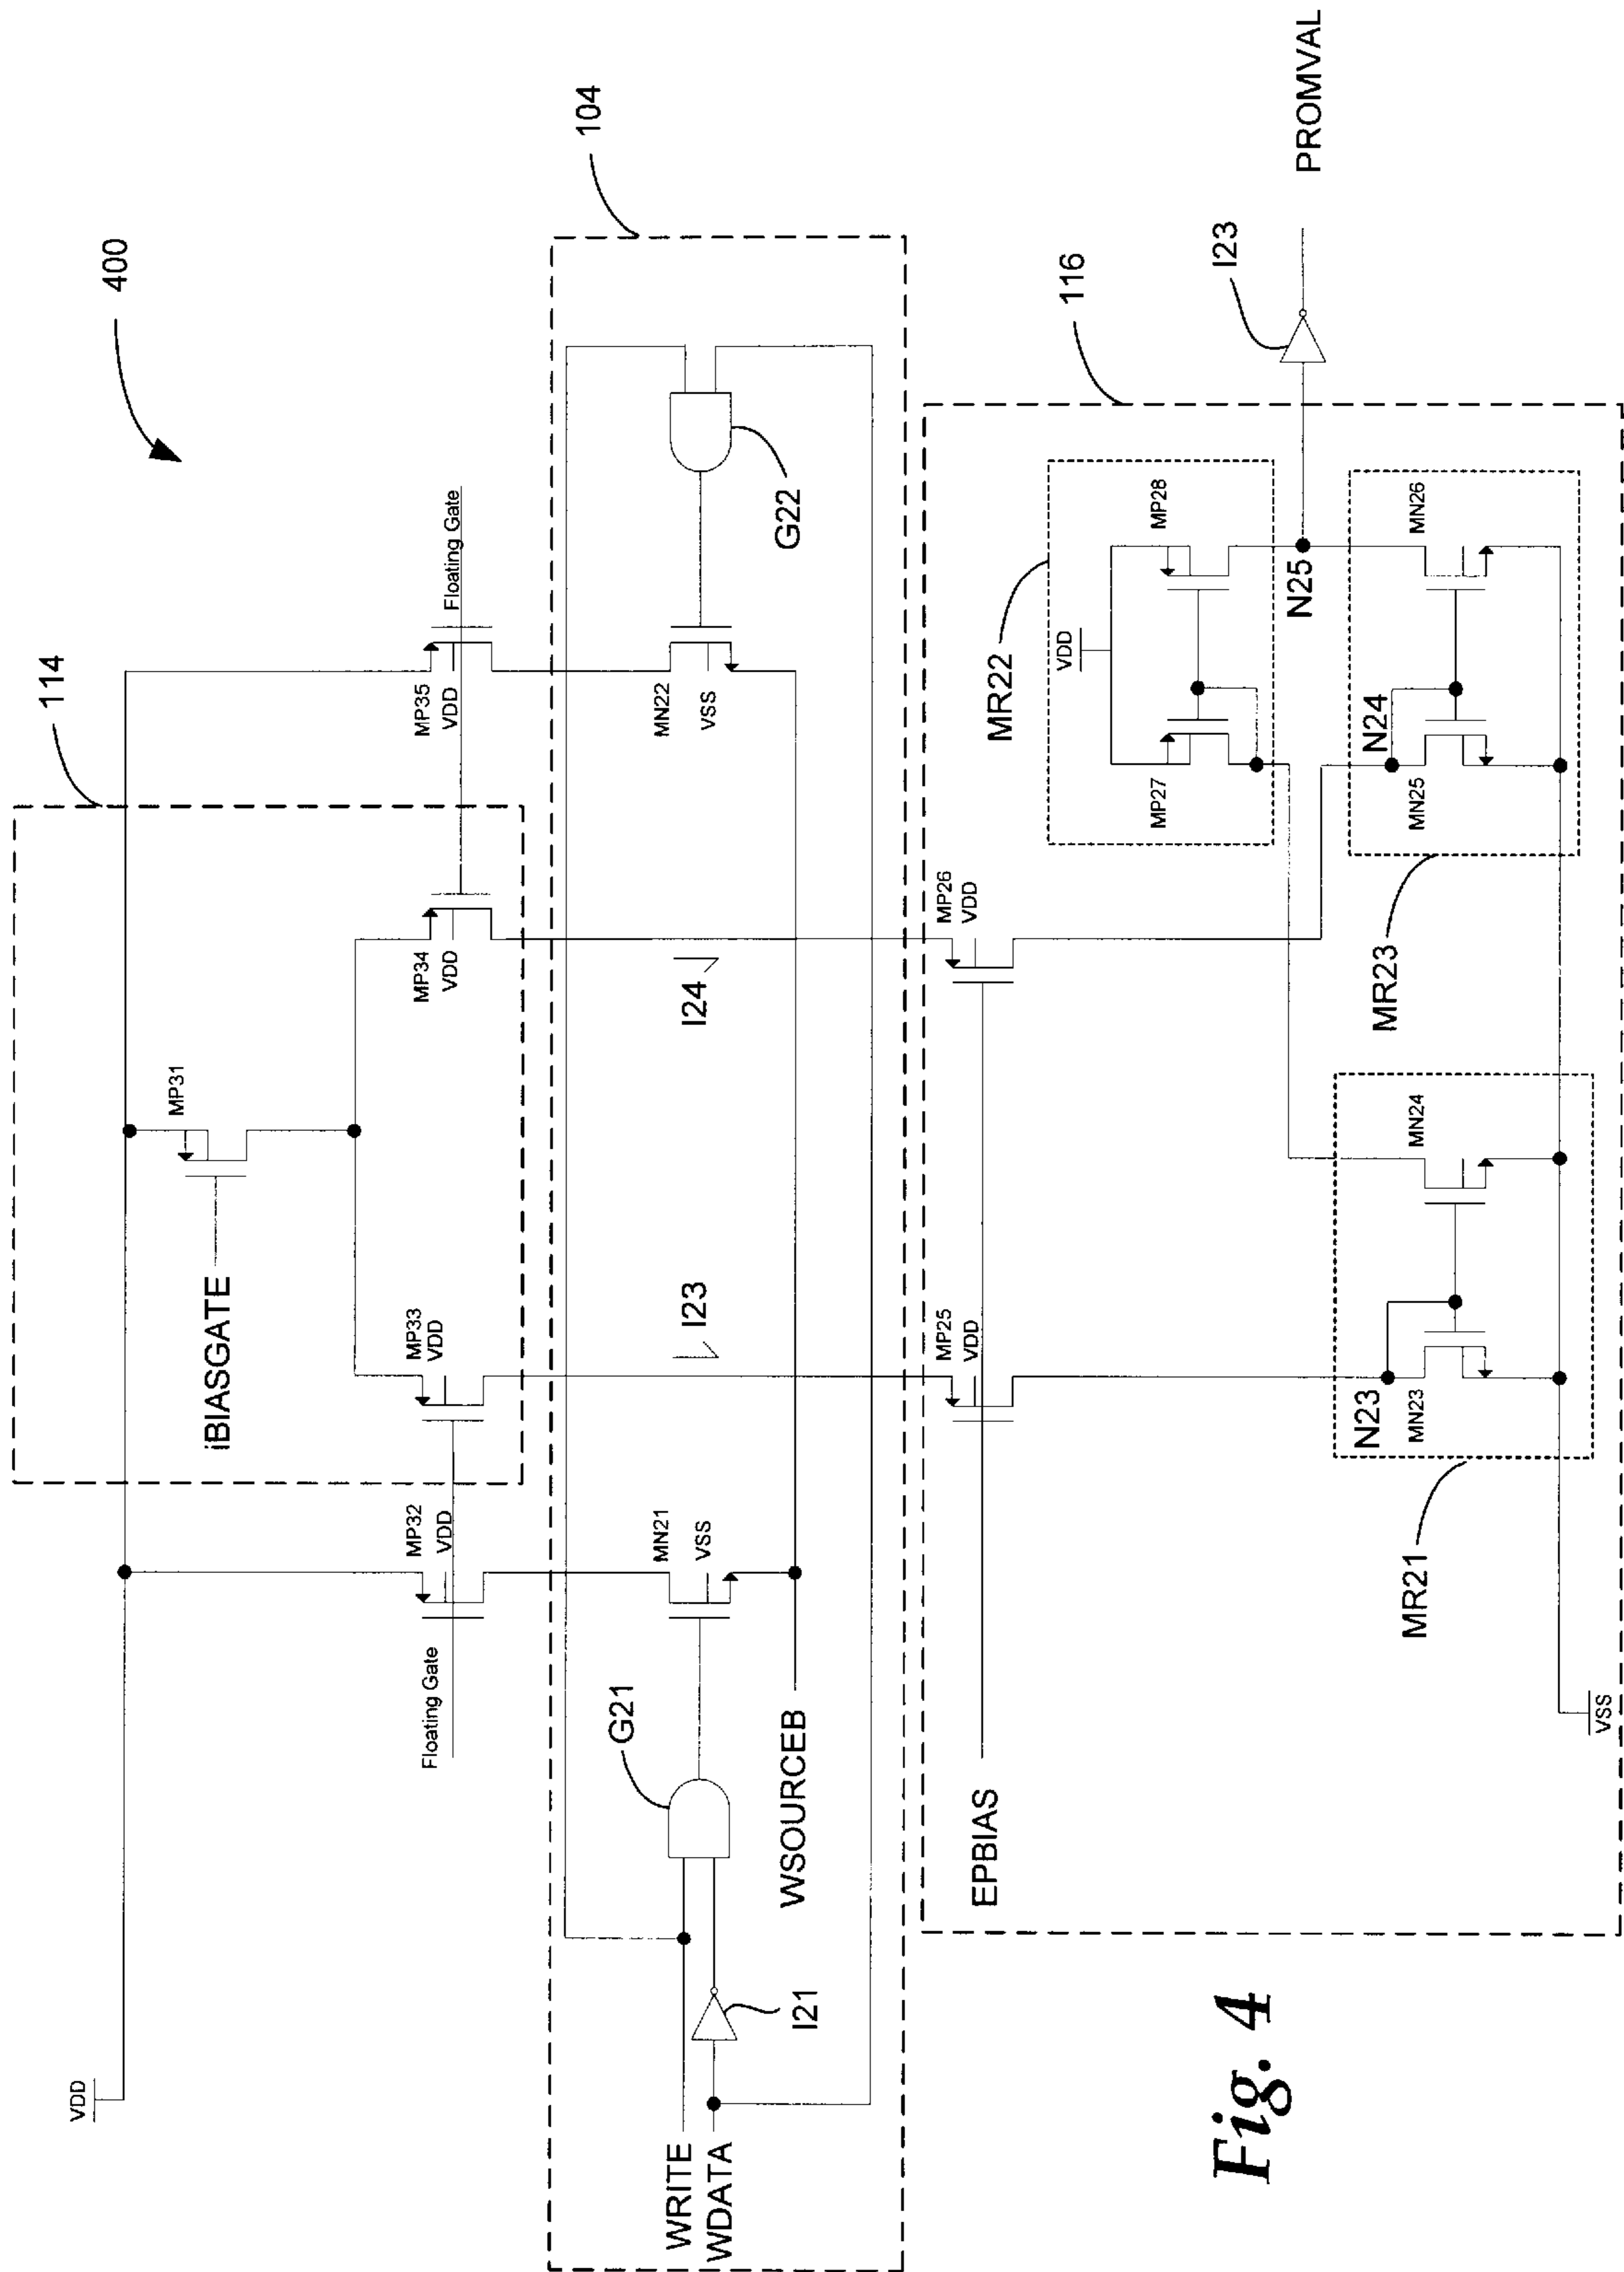 400
VDD
114
iBIASGATE
MP31
Floating Gate
MP32
VDD
MP33
VDD
MP34
VDD
MP35
VDD
Floating Gate
104
WRITE
WDATA
I21
G21
WSOURCEB
MN21
VSS
I23
I24
MN22
VSS
G22
116
EPBIAS
MP25
VDD
MP26
VDD
MR22
VDD
MP27
MP28
N25
I23
PROMVAL
N23
MN23
MN24
MR21
N24
MN25
MN26
MR23
VSS
Fig. 4